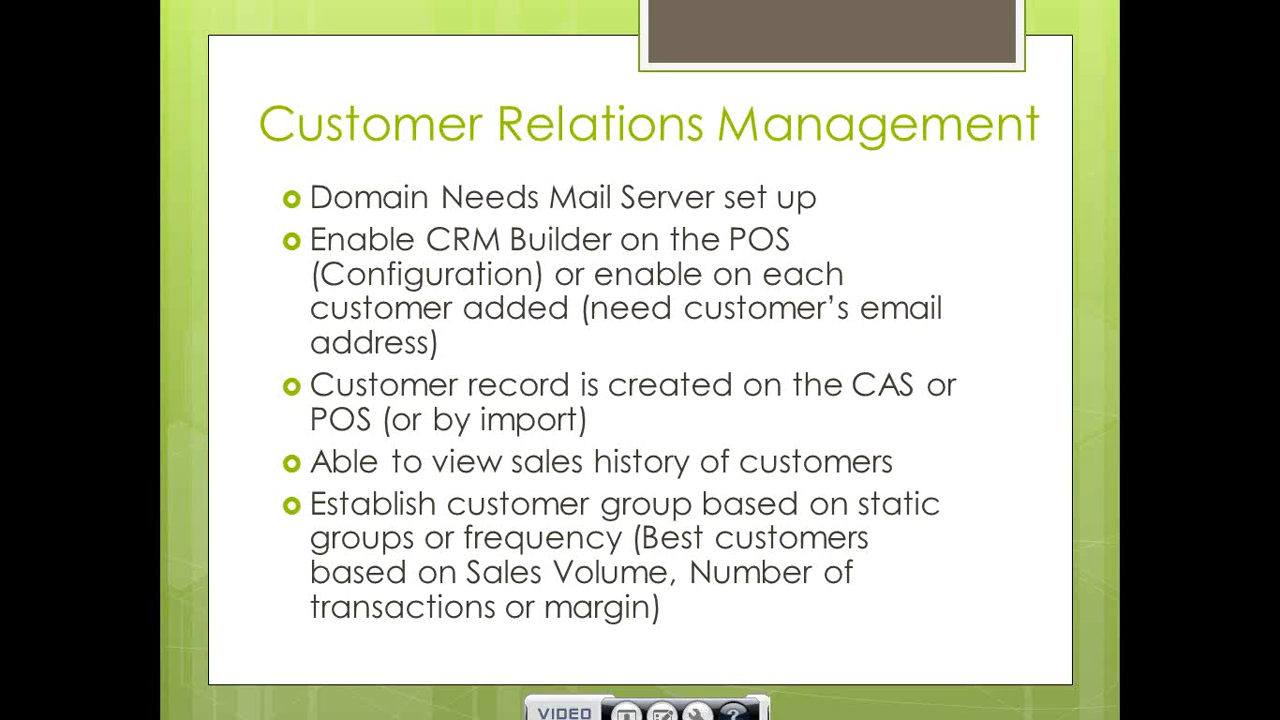 Customer Relations Management
Domain Needs Mail Server set up
Enable CRM Builder on the POS
(Configuration) or enable on each
customer added (need customer’s email
address)
Customer record is created on the CAS or
POS (or by import)
Able to view sales history of customers
Establish customer group based on static
groups or frequency (Best customers
based on Sales Volume, Number of
transactions or margin)
VIDEO
?